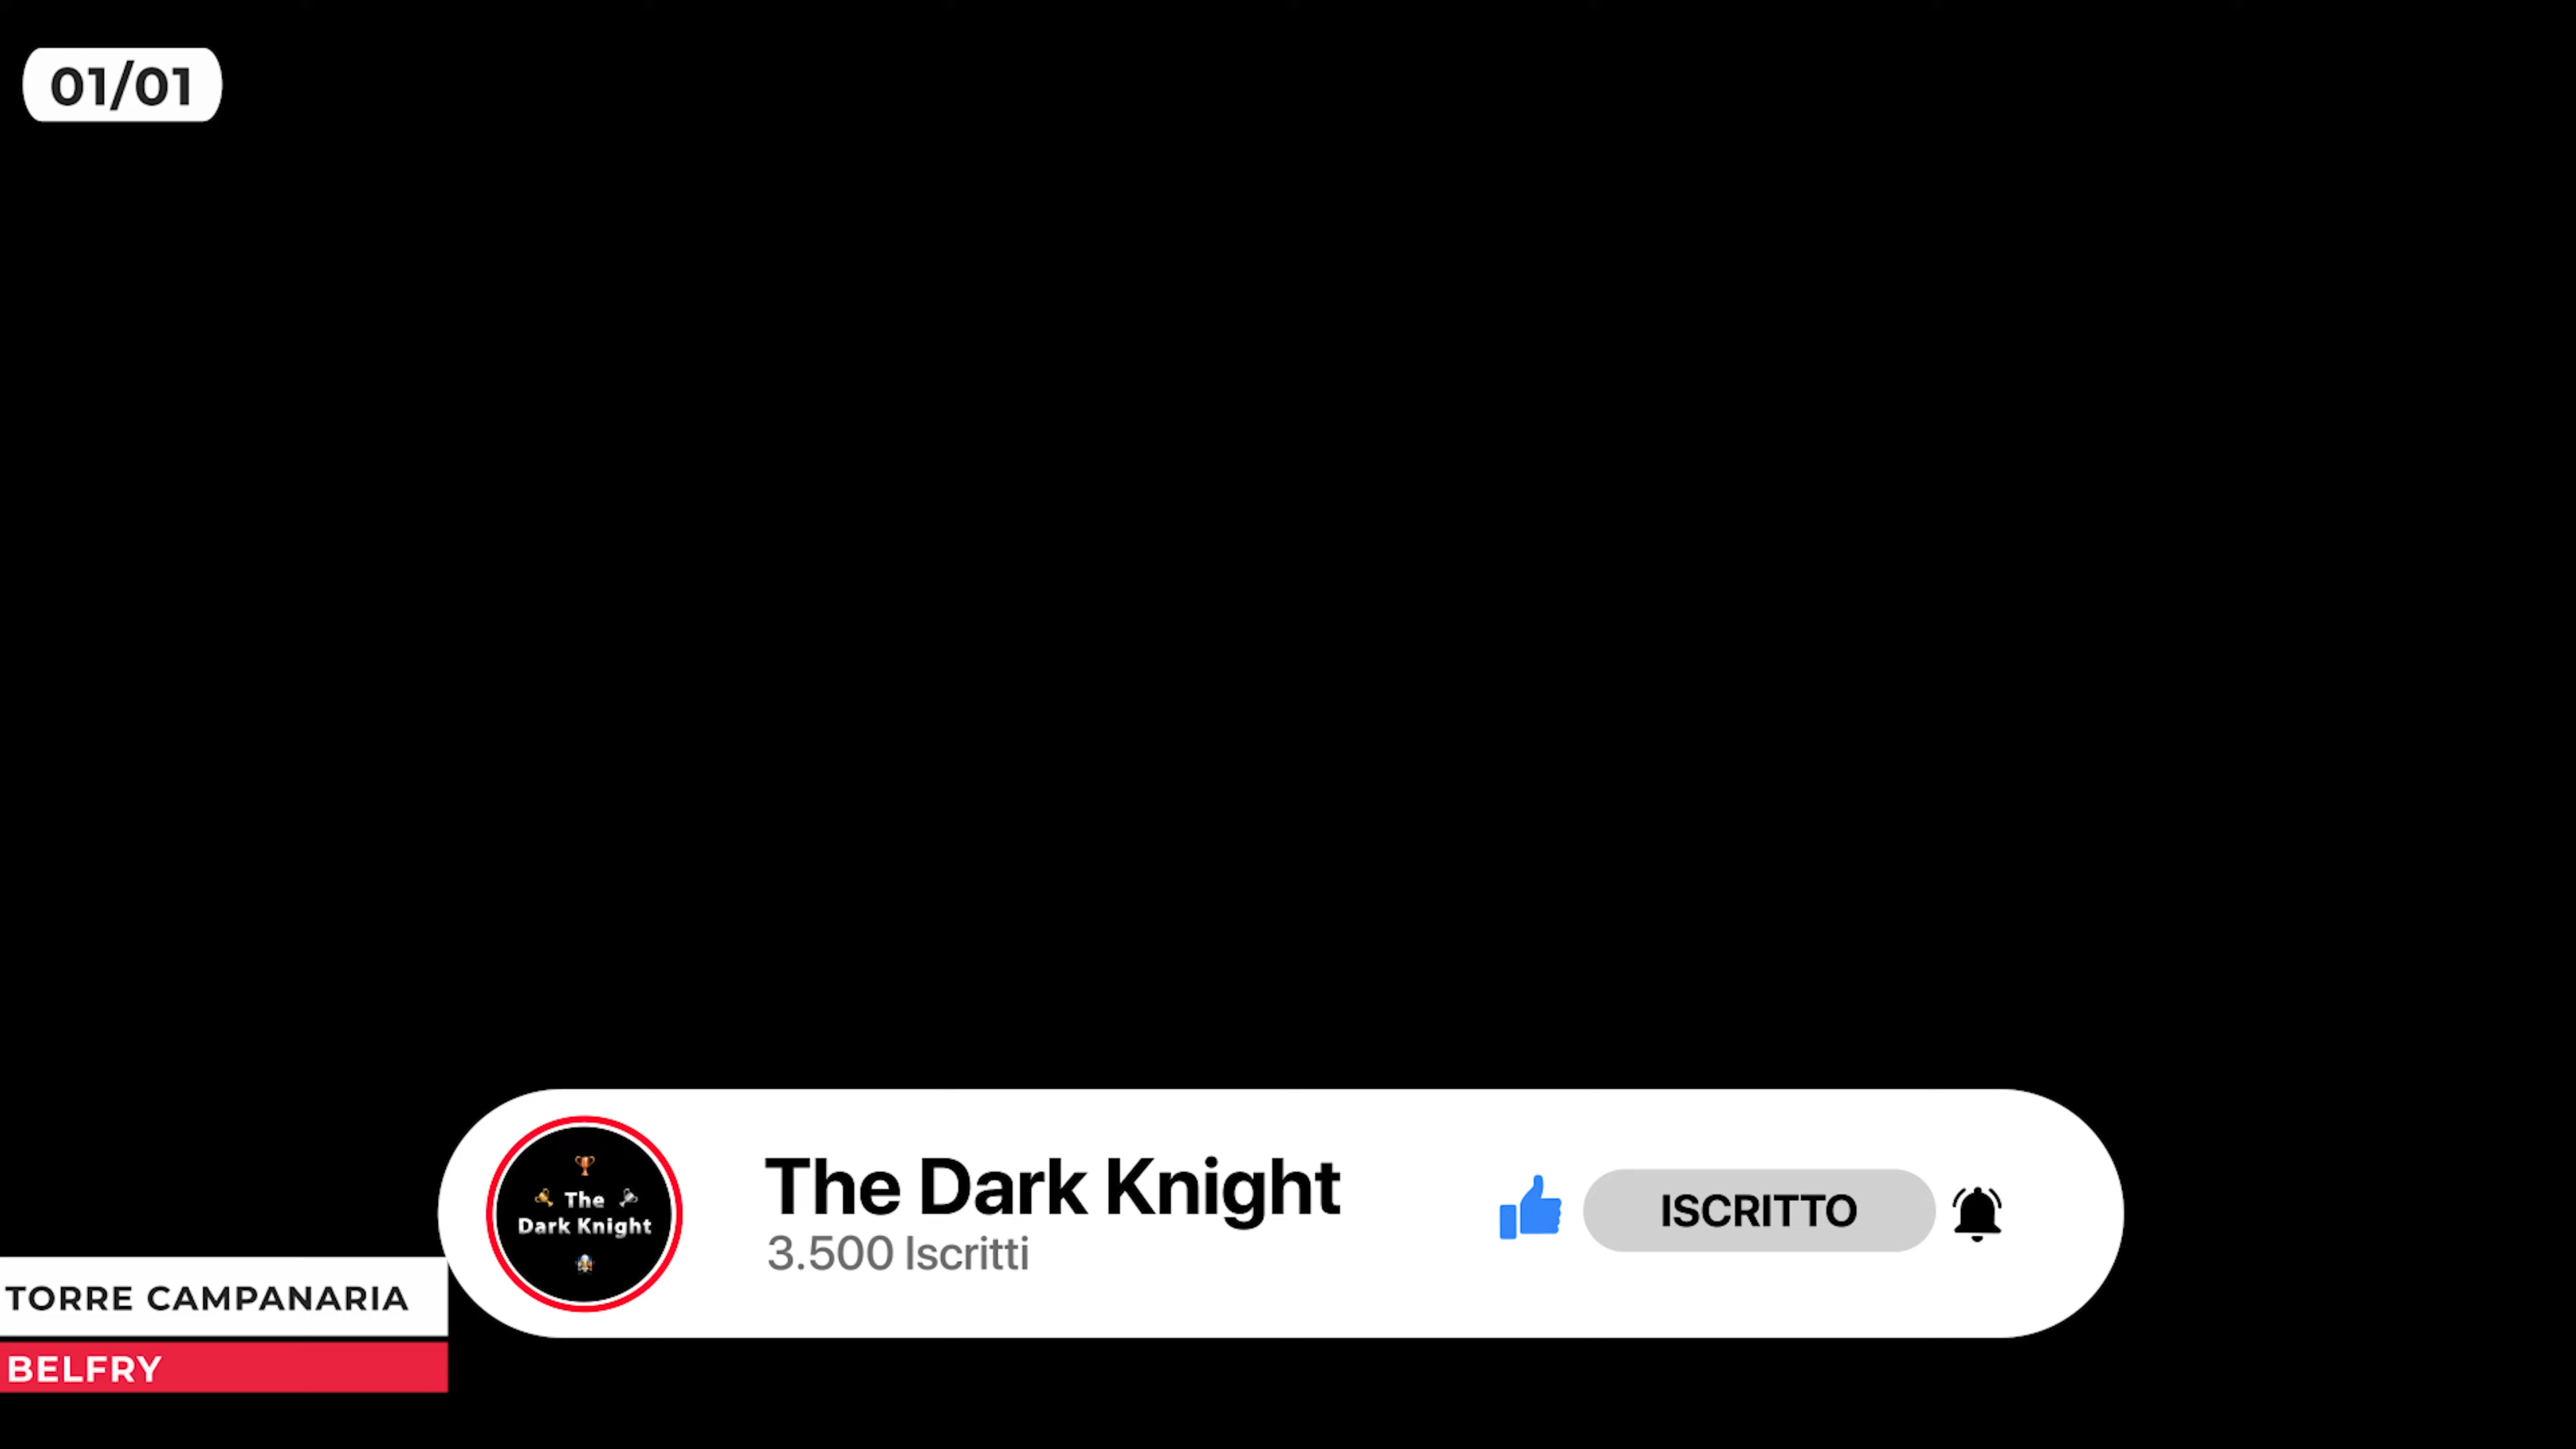 01/01
The
Dark Knight
The Dark Knight
3.500 Iscritti
ISCRITTO
TORRE CAMPANARIA
BELFRY